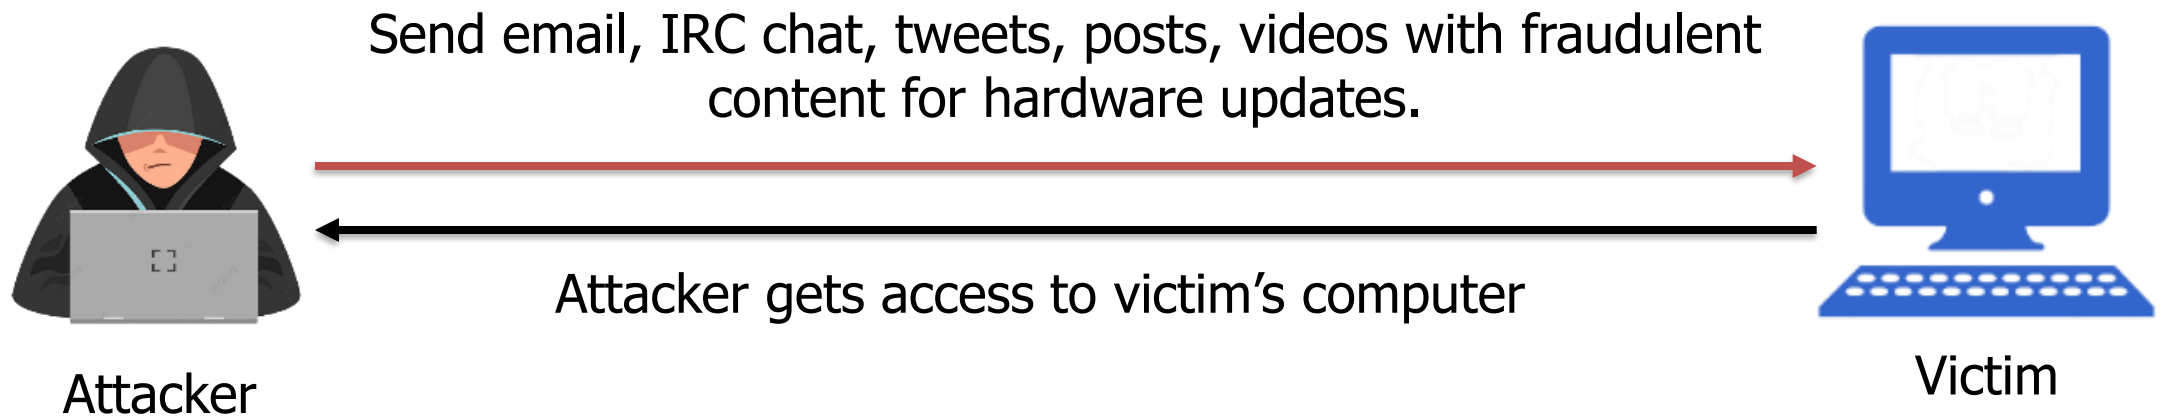 Send email, IRC chat, tweets, posts, videos with fraudulent
content for hardware updates.
Attacker gets access to victim’s computer
Attacker
Victim